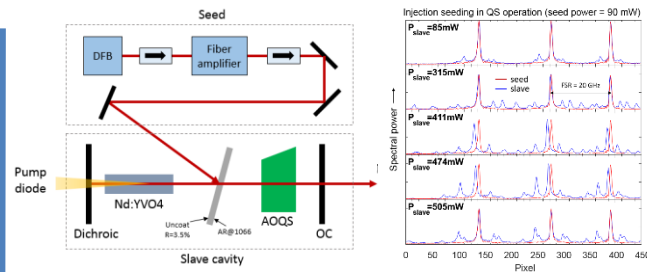 Seed
DFB
Fiber
amplifier
Pump
diode
Nd:YVO4
Dichroic
Uncoat
R=3.5%
AR@1066
AOQS
OC
Slave cavity
Injection seeding in QS operation (seed power = 90 mW)
P slave=85mW
P slave=315mW
seed
slave
FSR = 20 GHz
P slave=411mW
P slave=474mW
P slave=505mW
Spectral power
0 50 100 150 200 250 300 350 400 450
Pixel